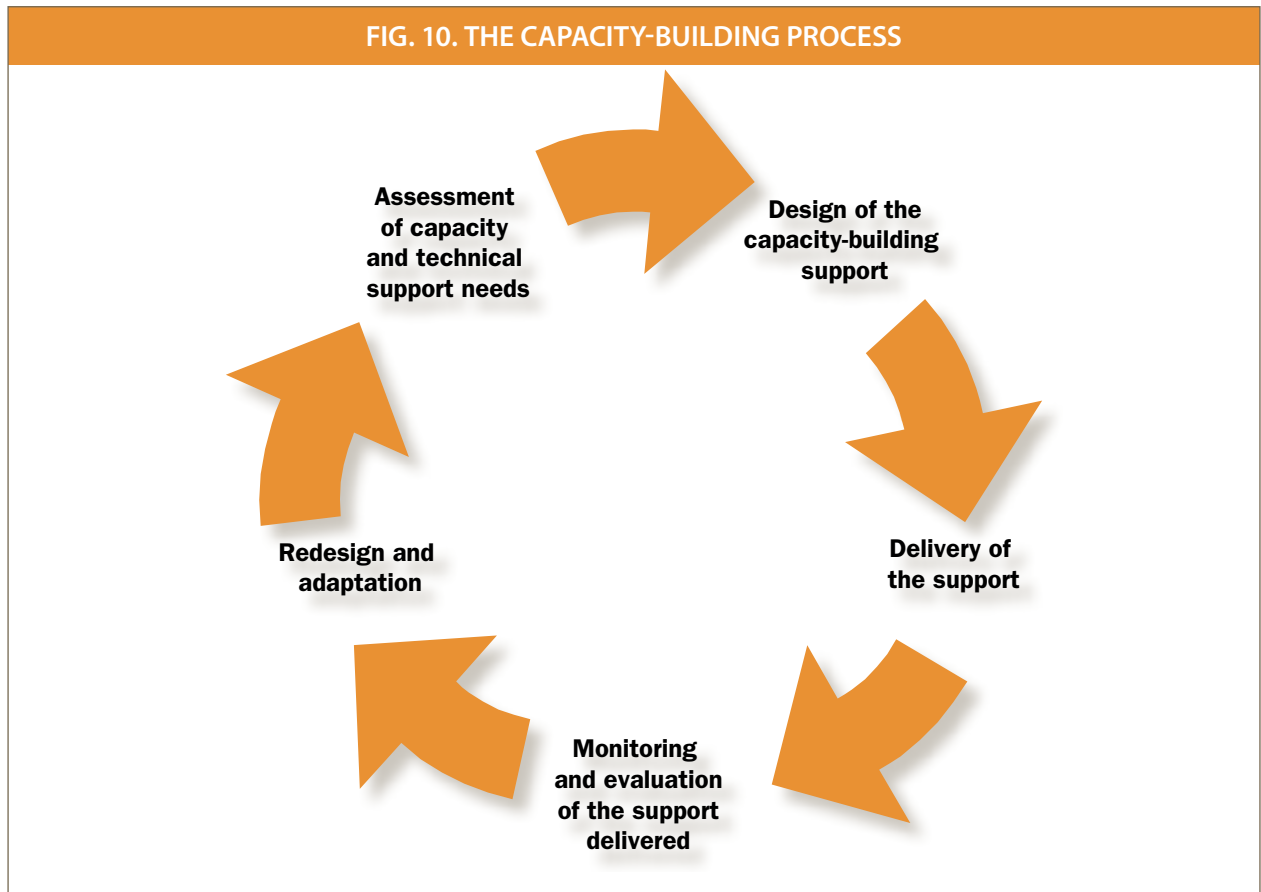 FIG. 10. THE CAPACITY-BUILDING PROCESS
Assessment
of capacity
and technical
support needs
Design of the
capacity-building
support
Delivery of
the support
Monitoring
and evaluation
of the support
delivered
Redesign and
adaptation